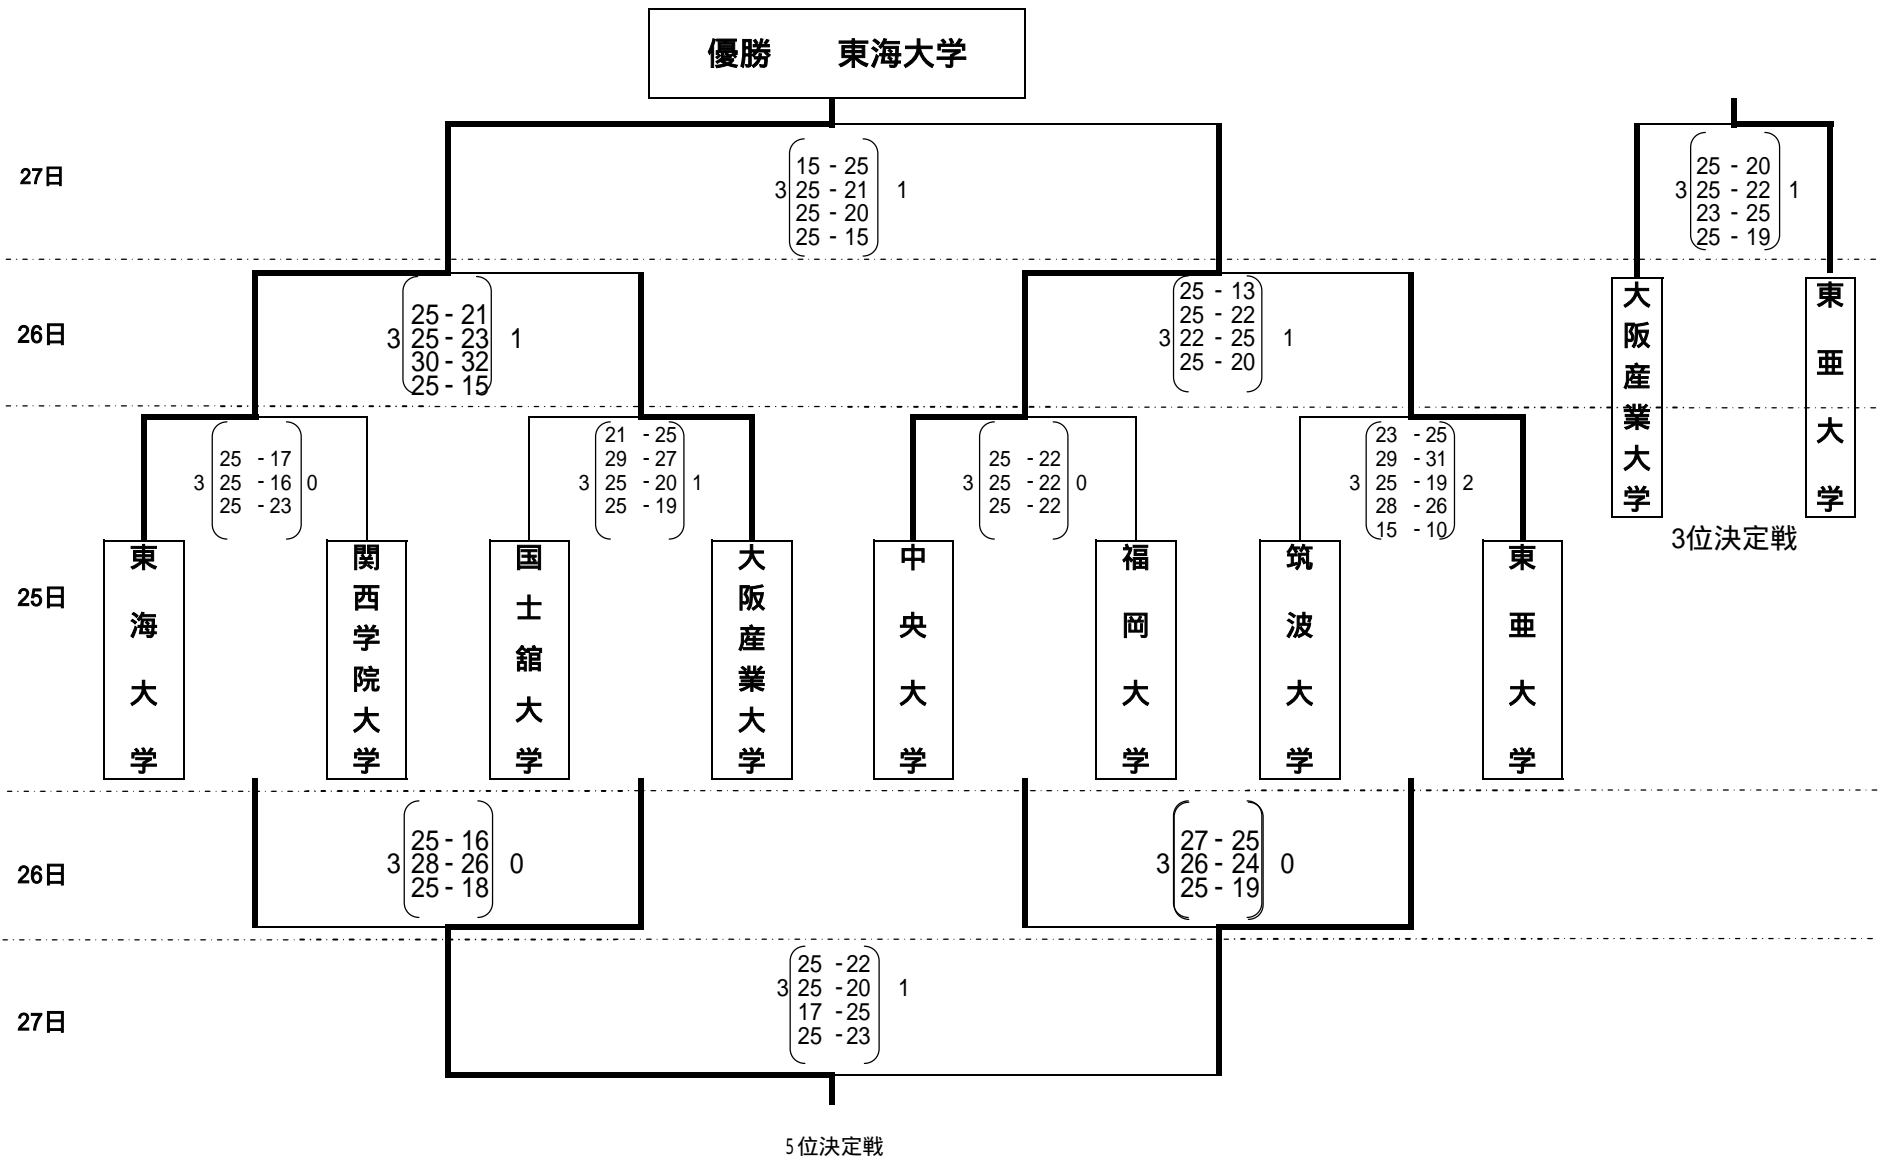 優勝 東海大学
27日
15 - 25
3 25 - 21 1
25 - 20
25 - 15
25 - 20
3 25 - 22 1
23 - 25
25 - 19
26日
25 - 21
3 25 - 23 1
30 - 32
25 - 15
25 - 13
25 - 22
3 22 - 25 1
25 - 20
大阪産業大学
東亜大学
3位決定戦
25 - 17
3 25 - 16 0
25 - 23
21 - 25
29 - 27
3 25 - 20 1
25 - 19
25 - 22
3 25 - 22 0
25 - 22
23 - 25
29 - 31
3 25 - 19 2
28 - 26
15 - 10
25日
東海大学
関西学院大学
国士舘大学
大阪産業大学
中央大学
福岡大学
筑波大学
東亜大学
26日
25 - 16
3 28 - 26 0
25 - 18
27 - 25
3 26 - 24 0
25 - 19
27日
25 - 22
3 25 - 20 1
17 - 25
25 - 23
5位決定戦